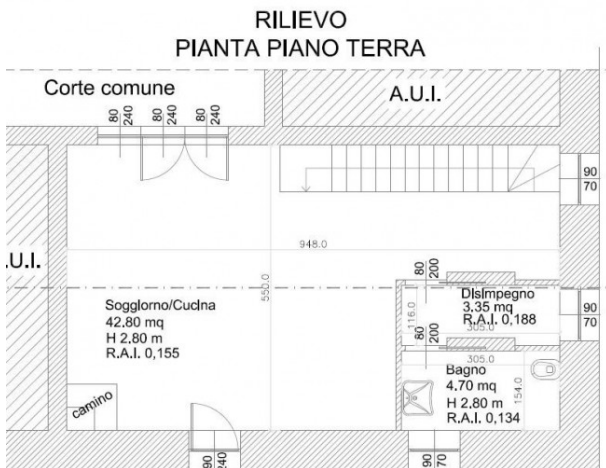 RILIEVO
PIANTA PIANO TERRA
Corte comune
A.U.I.
80
240
80
240
80
240
90
70
948.0
550.0
.U.I.
80
200
Disimpegno
3.35 mq
R.A.I. 0,188
305.0
116.0
90
70
Soggiorno/Cucina
42.80 mq
H 2.80 m
R.A.I. 0,155
80
200
305.0
Bagno
4.70 mq
H 2.80 m
R.A.I. 0,134
154.0
camino
90
240
90
70